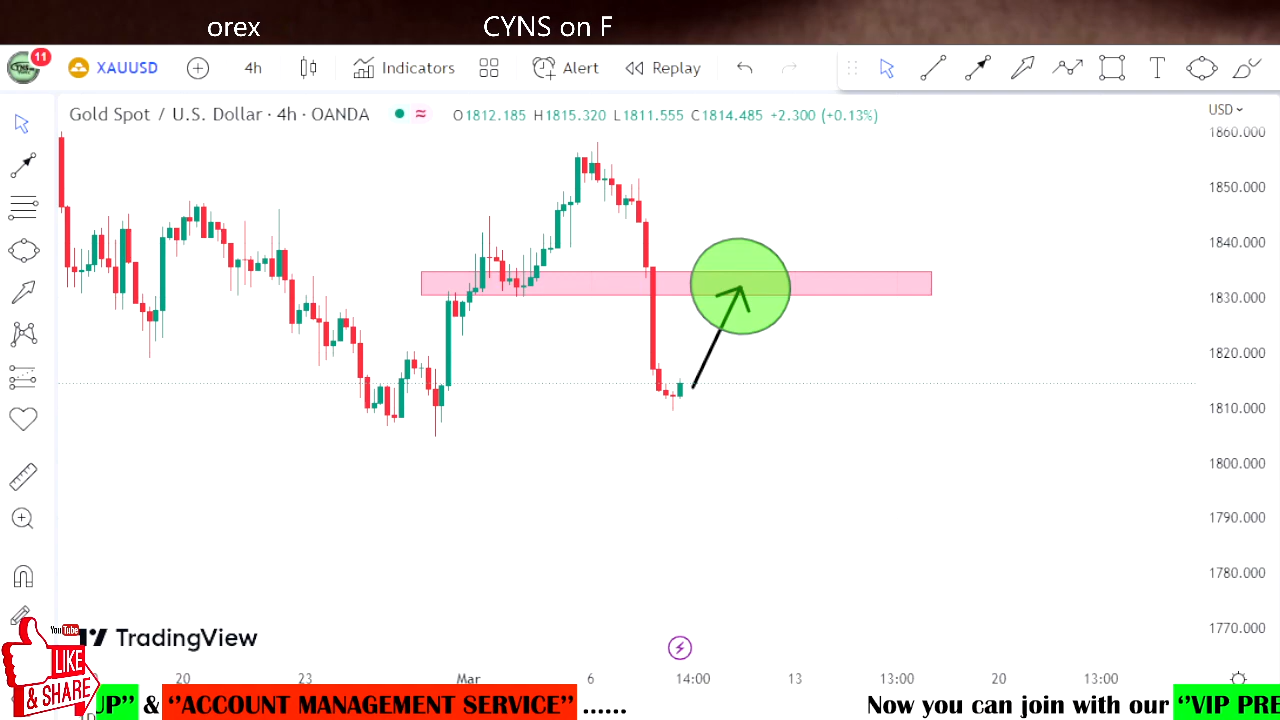 orex CYNS on F
11 XAUUSD 4h Indicators Alert Replay
Gold Spot / U.S. Dollar · 4h · OANDA O1812.185 H1815.320 L1811.555 C1814.485 +2.300 (+0.13%)
USD
1860.000
1850.000
1840.000
1830.000
1820.000
1810.000
1800.000
1790.000
1780.000
1770.000
TradingView
YouTube
LIKE
& SHARE
20 23 Mar 6 14:00 13 13:00 20 13:00
UP” & “ACCOUNT MANAGEMENT SERVICE” ...... Now you can join with our “VIP PRE